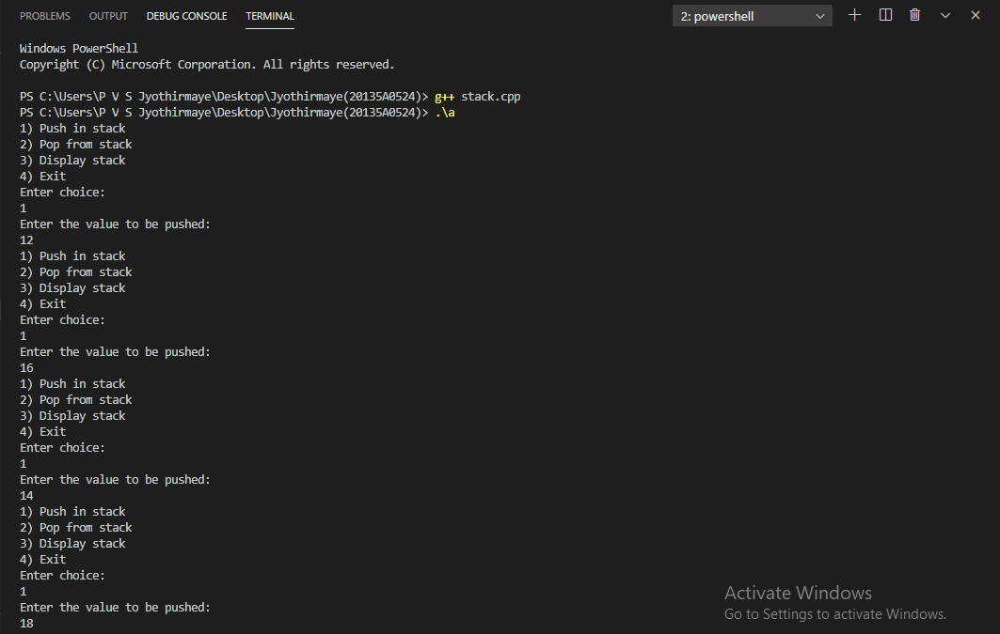 PROBLEMS OUTPUT DEBUG CONSOLE TERMINAL 2: powershell
Windows PowerShell
Copyright (C) Microsoft Corporation. All rights reserved.
PS C:\Users\P V S Jyothirmaye\Desktop\Jyothirmaye(20135A0524)> g++ stack.cpp
PS C:\Users\P V S Jyothirmaye\Desktop\Jyothirmaye(20135A0524)> .\a
1) Push in stack
2) Pop from stack
3) Display stack
4) Exit
Enter choice:
1
Enter the value to be pushed:
12
1) Push in stack
2) Pop from stack
3) Display stack
4) Exit
Enter choice:
1
Enter the value to be pushed:
16
1) Push in stack
2) Pop from stack
3) Display stack
4) Exit
Enter choice:
1
Enter the value to be pushed:
14
1) Push in stack
2) Pop from stack
3) Display stack
4) Exit
Enter choice:
1
Enter the value to be pushed:
18
Activate Windows
Go to Settings to activate Windows.